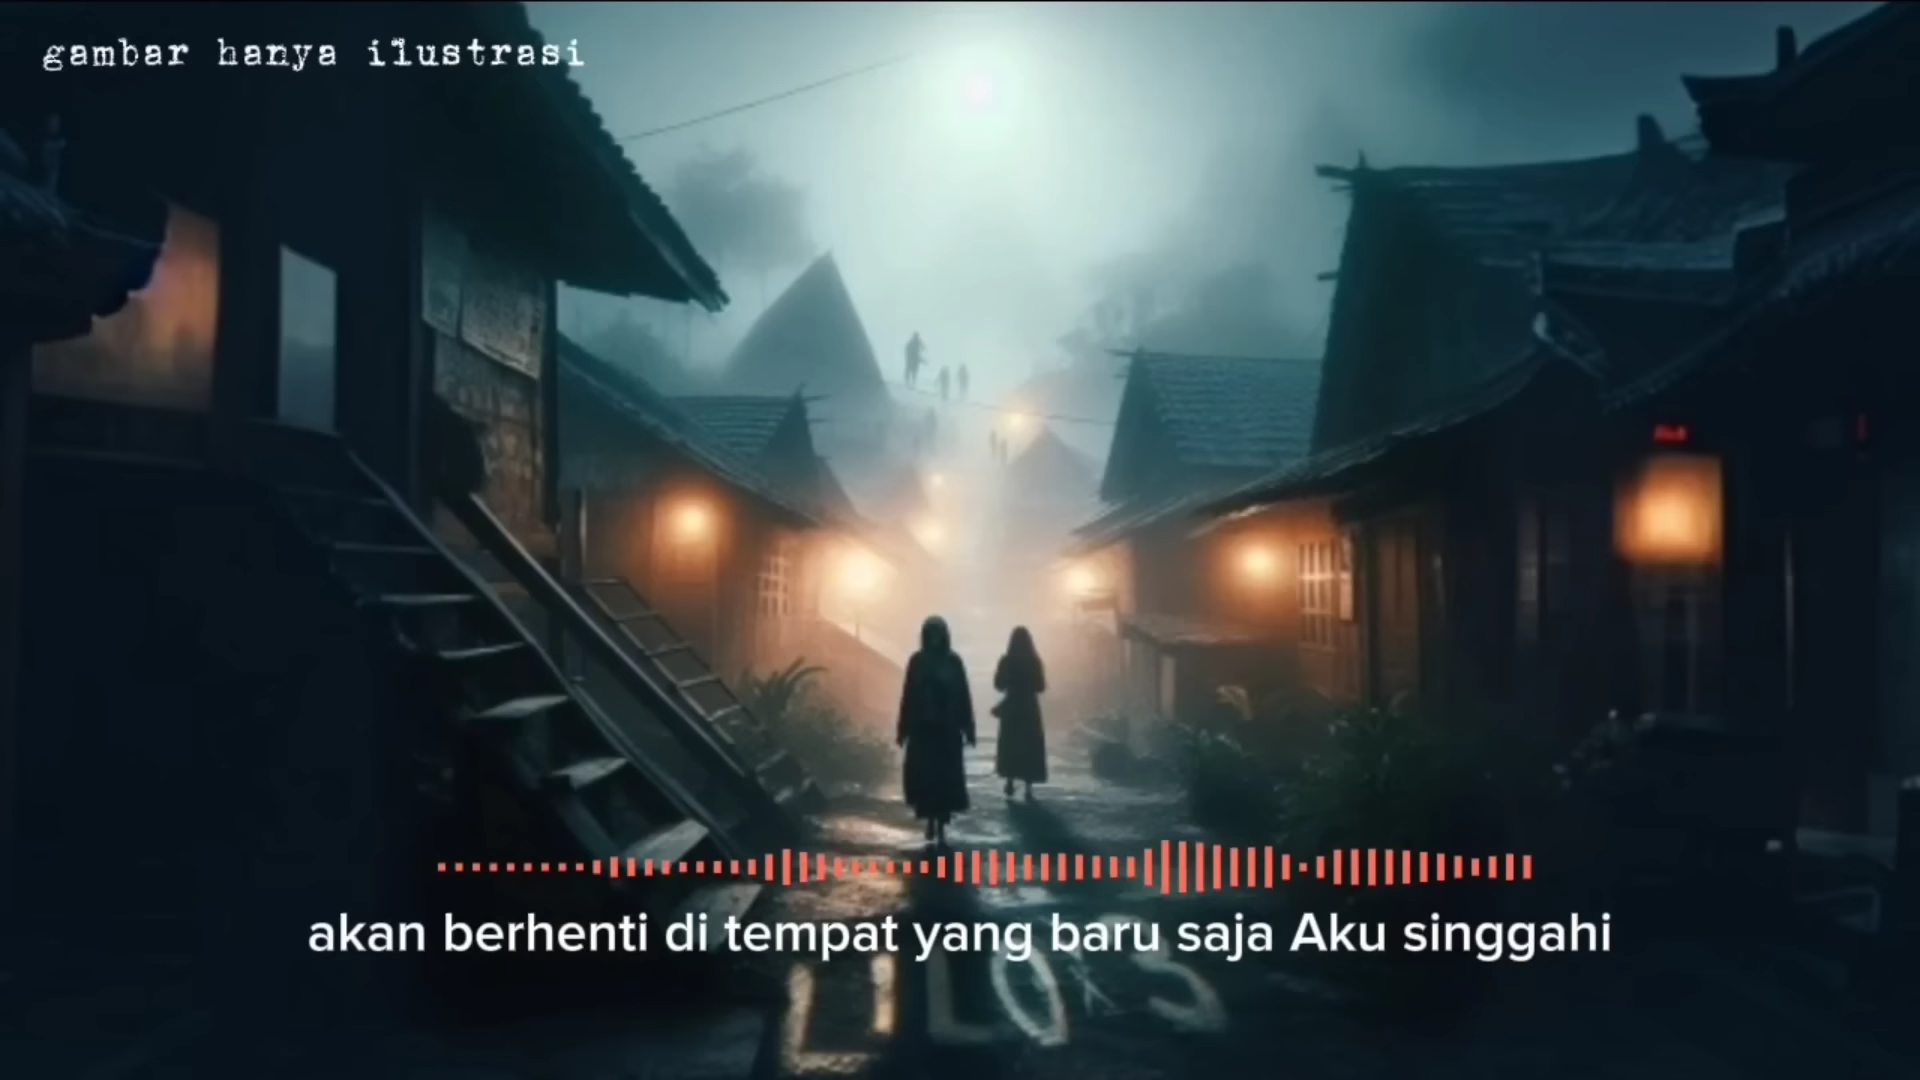 gambar hanya ilustrasi
akan berhenti di tempat yang baru saja Aku singgahi